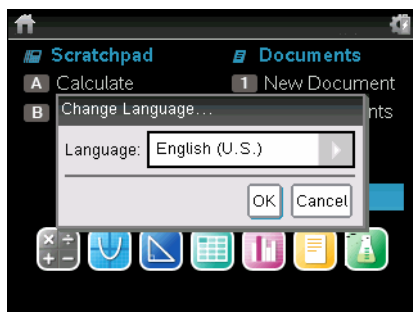 Scratchpad
Documents
A Calculate
1 New Document
B
nts
Change Language...
Language: English (U.S.)
OK Cancel